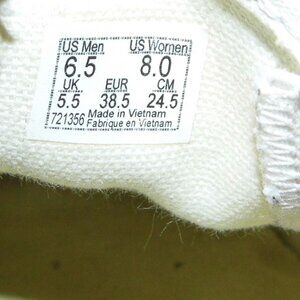 US Men US Women
6.5 8.0
UK EUR CM
5.5 38.5 24.5
721356 Made in Vietnam
Fabrique en Vietnam